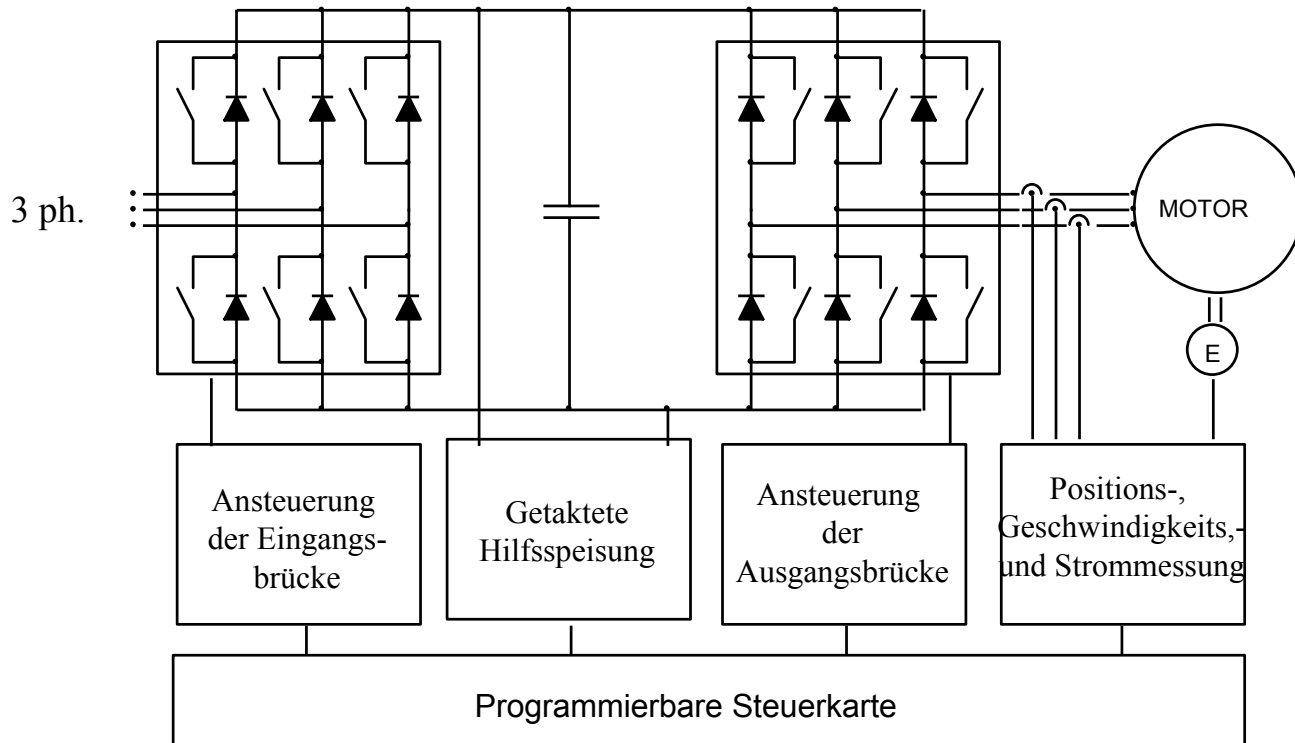 3 ph.
MOTOR
E
Ansteuerung
der Eingangs-
brücke
Getaktete
Hilfsspeisung
Ansteuerung
der
Ausgangsbrücke
Positions-,
Geschwindigkeits,-
und Strommessung
Programmierbare Steuerkarte